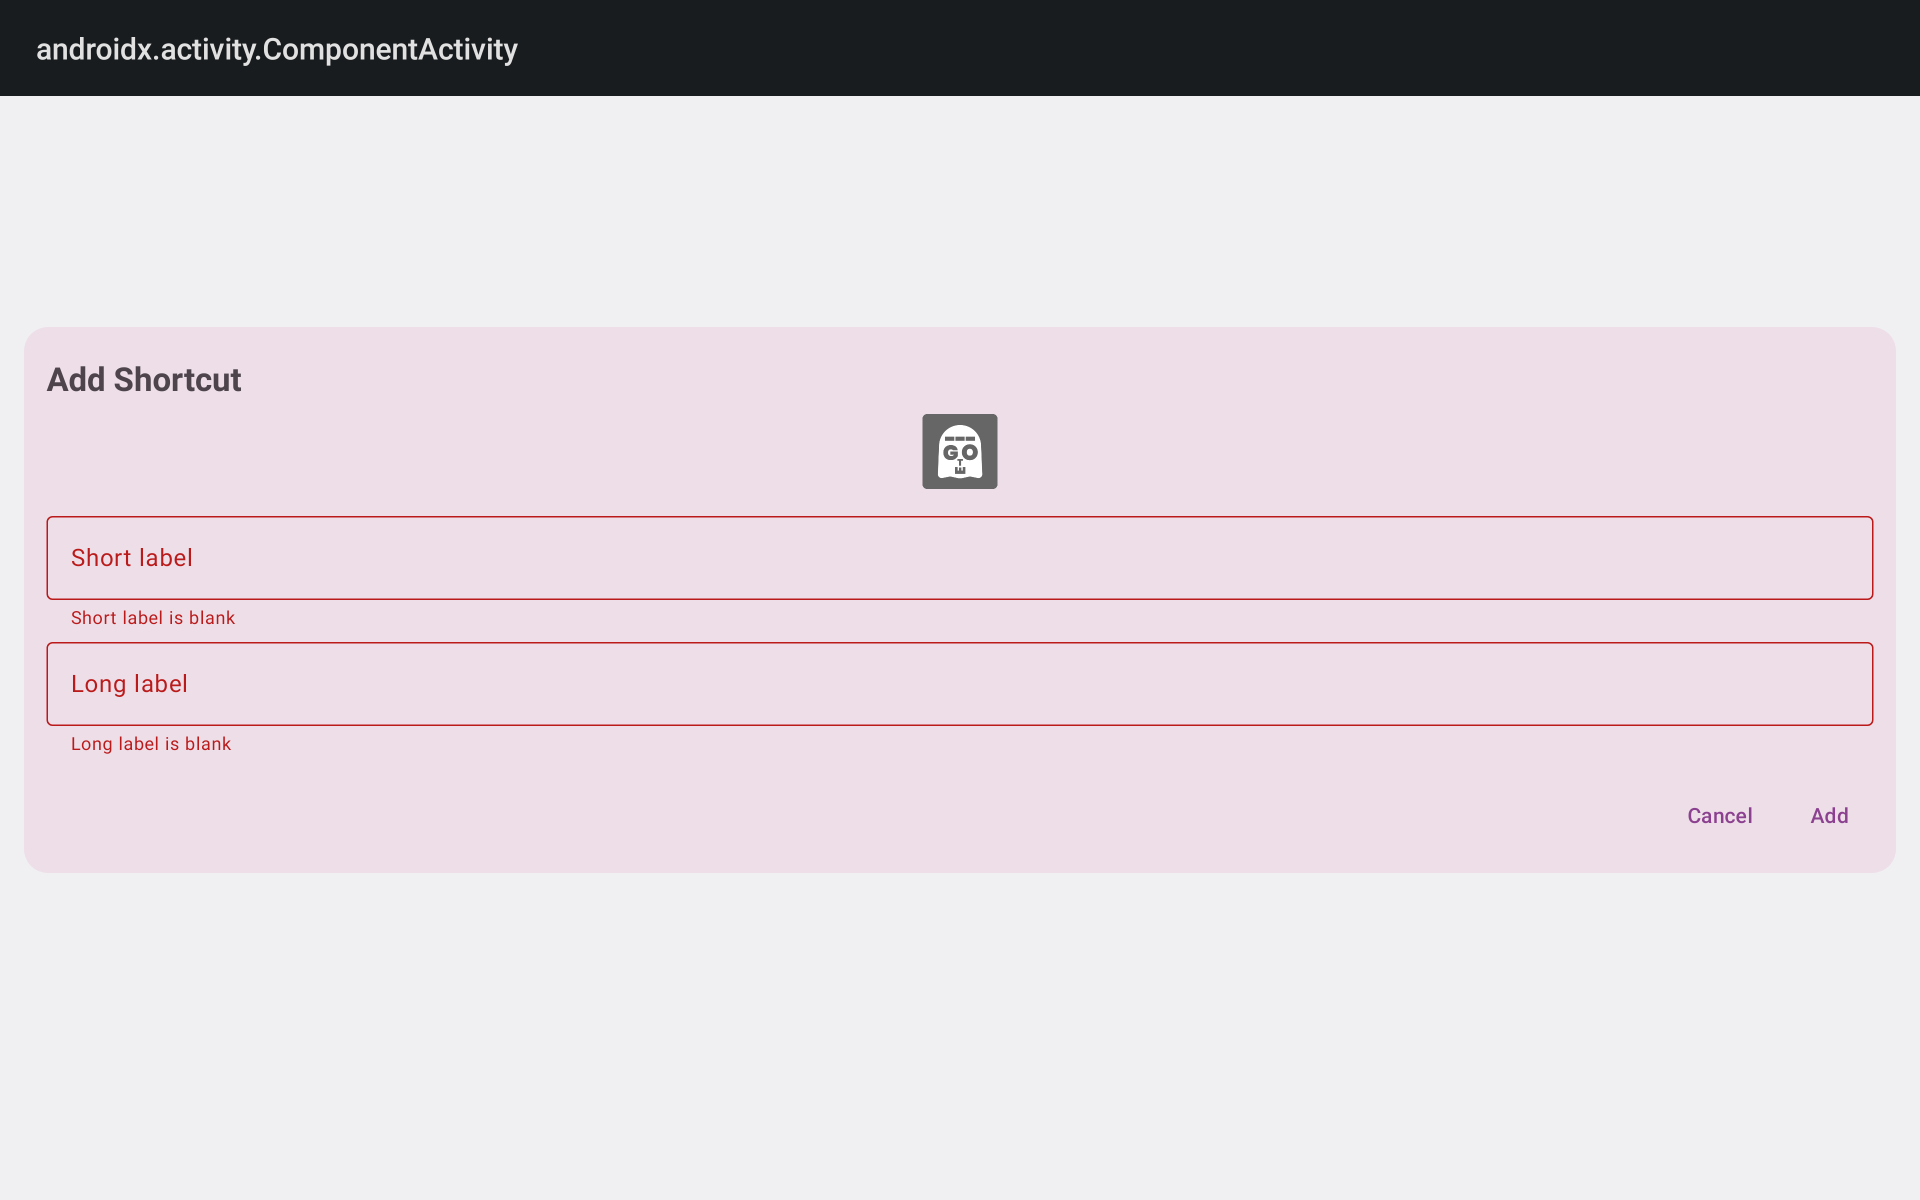 androidx.activity.ComponentActivity
Add Shortcut
GO
Short label
Short label is blank
Long label
Long label is blank
Cancel Add